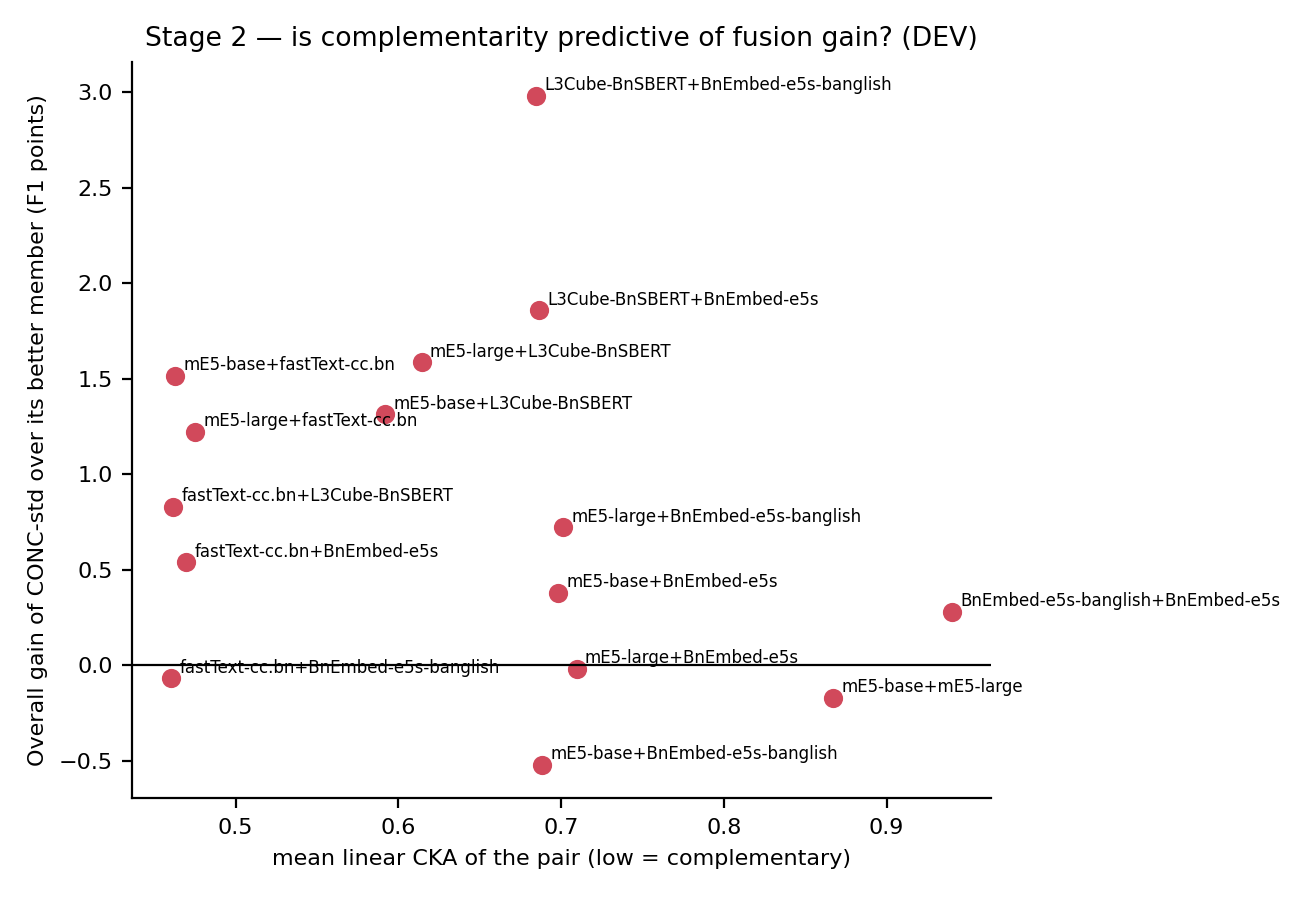 Stage 2 — is complementarity predictive of fusion gain? (DEV)
Overall gain of CONC-std over its better member (F1 points)
3.0
2.5
2.0
1.5
1.0
0.5
0.0
−0.5
L3Cube-BnSBERT+BnEmbed-e5s-banglish
L3Cube-BnSBERT+BnEmbed-e5s
mE5-large+L3Cube-BnSBERT
mE5-base+fastText-cc.bn
mE5-base+L3Cube-BnSBERT
mE5-large+fastText-cc.bn
fastText-cc.bn+L3Cube-BnSBERT
mE5-large+BnEmbed-e5s-banglish
fastText-cc.bn+BnEmbed-e5s
mE5-base+BnEmbed-e5s
BnEmbed-e5s-banglish+BnEmbed-e5s
fastText-cc.bn+BnEmbed-e5s-banglish
mE5-large+BnEmbed-e5s
mE5-base+mE5-large
mE5-base+BnEmbed-e5s-banglish
0.5 0.6 0.7 0.8 0.9
mean linear CKA of the pair (low = complementary)